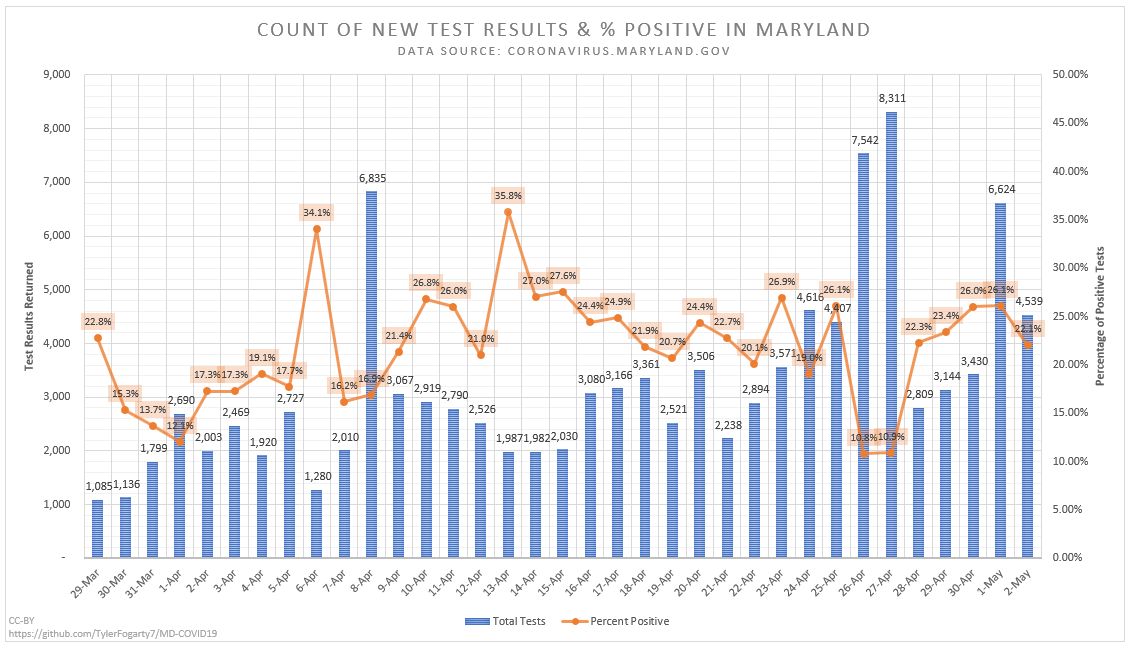 COUNT OF NEW TEST RESULTS & % POSITIVE IN MARYLAND
DATA SOURCE: CORONAVIRUS.MARYLAND.GOV
Test Results Returned
9,000
8,000
7,000
6,000
5,000
4,000
3,000
2,000
1,000
-
50.00%
45.00%
40.00%
35.00%
30.00%
25.00%
20.00%
15.00%
10.00%
5.00%
0.00%
Percentage of Positive Tests
1,085
1,136
1,799
2,690
2,003
2,469
1,920
2,727
1,280
2,010
6,835
3,067
2,919
2,790
2,526
1,987
1,982
2,030
3,080
3,166
3,361
2,521
3,506
2,238
2,894
3,571
4,616
4,407
7,542
8,311
2,809
3,144
3,430
6,624
4,539
22.8%
15.3%
13.7%
12.1%
17.3%
17.3%
19.1%
17.7%
34.1%
16.2%
16.9%
21.4%
26.8%
26.0%
21.0%
35.8%
27.0%
27.6%
24.4%
24.9%
21.9%
20.7%
24.4%
22.7%
20.1%
26.9%
19.0%
26.1%
10.8%
10.9%
22.3%
23.4%
26.0%
26.1%
22.1%
29-Mar
30-Mar
31-Mar
1-Apr
2-Apr
3-Apr
4-Apr
5-Apr
6-Apr
7-Apr
8-Apr
9-Apr
10-Apr
11-Apr
12-Apr
13-Apr
14-Apr
15-Apr
16-Apr
17-Apr
18-Apr
19-Apr
20-Apr
21-Apr
22-Apr
23-Apr
24-Apr
25-Apr
26-Apr
27-Apr
28-Apr
29-Apr
30-Apr
1-May
2-May
Total Tests
Percent Positive
CC-BY
https://github.com/TylerFogarty7/MD-COVID19